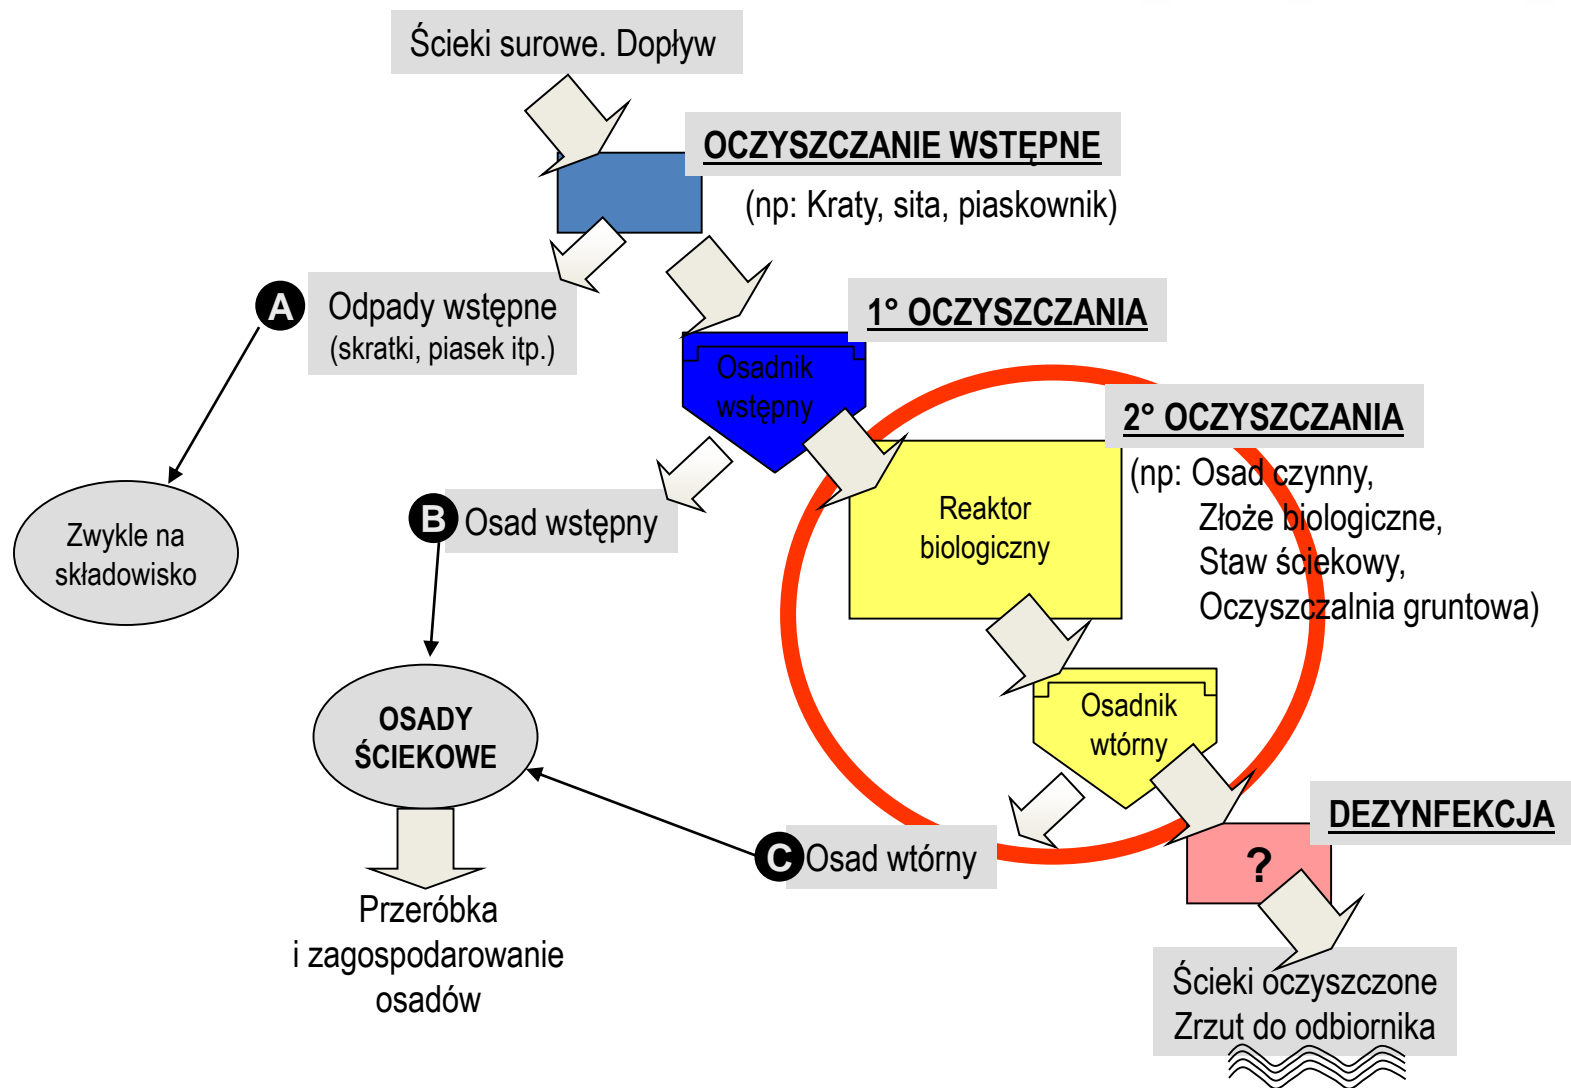 Ścieki surowe. Dopływ
OCZYSZCZANIE WSTĘPNE
(np: Kraty, sita, piaskownik)
A
Odpady wstępne
(skratki, piasek itp.)
Zwykle na
składowisko
1° OCZYSZCZANIA
Osadnik
wstępny
B
Osad wstępny
2° OCZYSZCZANIA
(np: Osad czynny,
Złoże biologiczne,
Staw ściekowy,
Oczyszczalnia gruntowa)
Reaktor
biologiczny
Osadnik
wtórny
OSADY
ŚCIEKOWE
C
Osad wtórny
Przeróbka
i zagospodarowanie
osadów
DEZYNFEKCJA
?
Ścieki oczyszczone
Zrzut do odbiornika